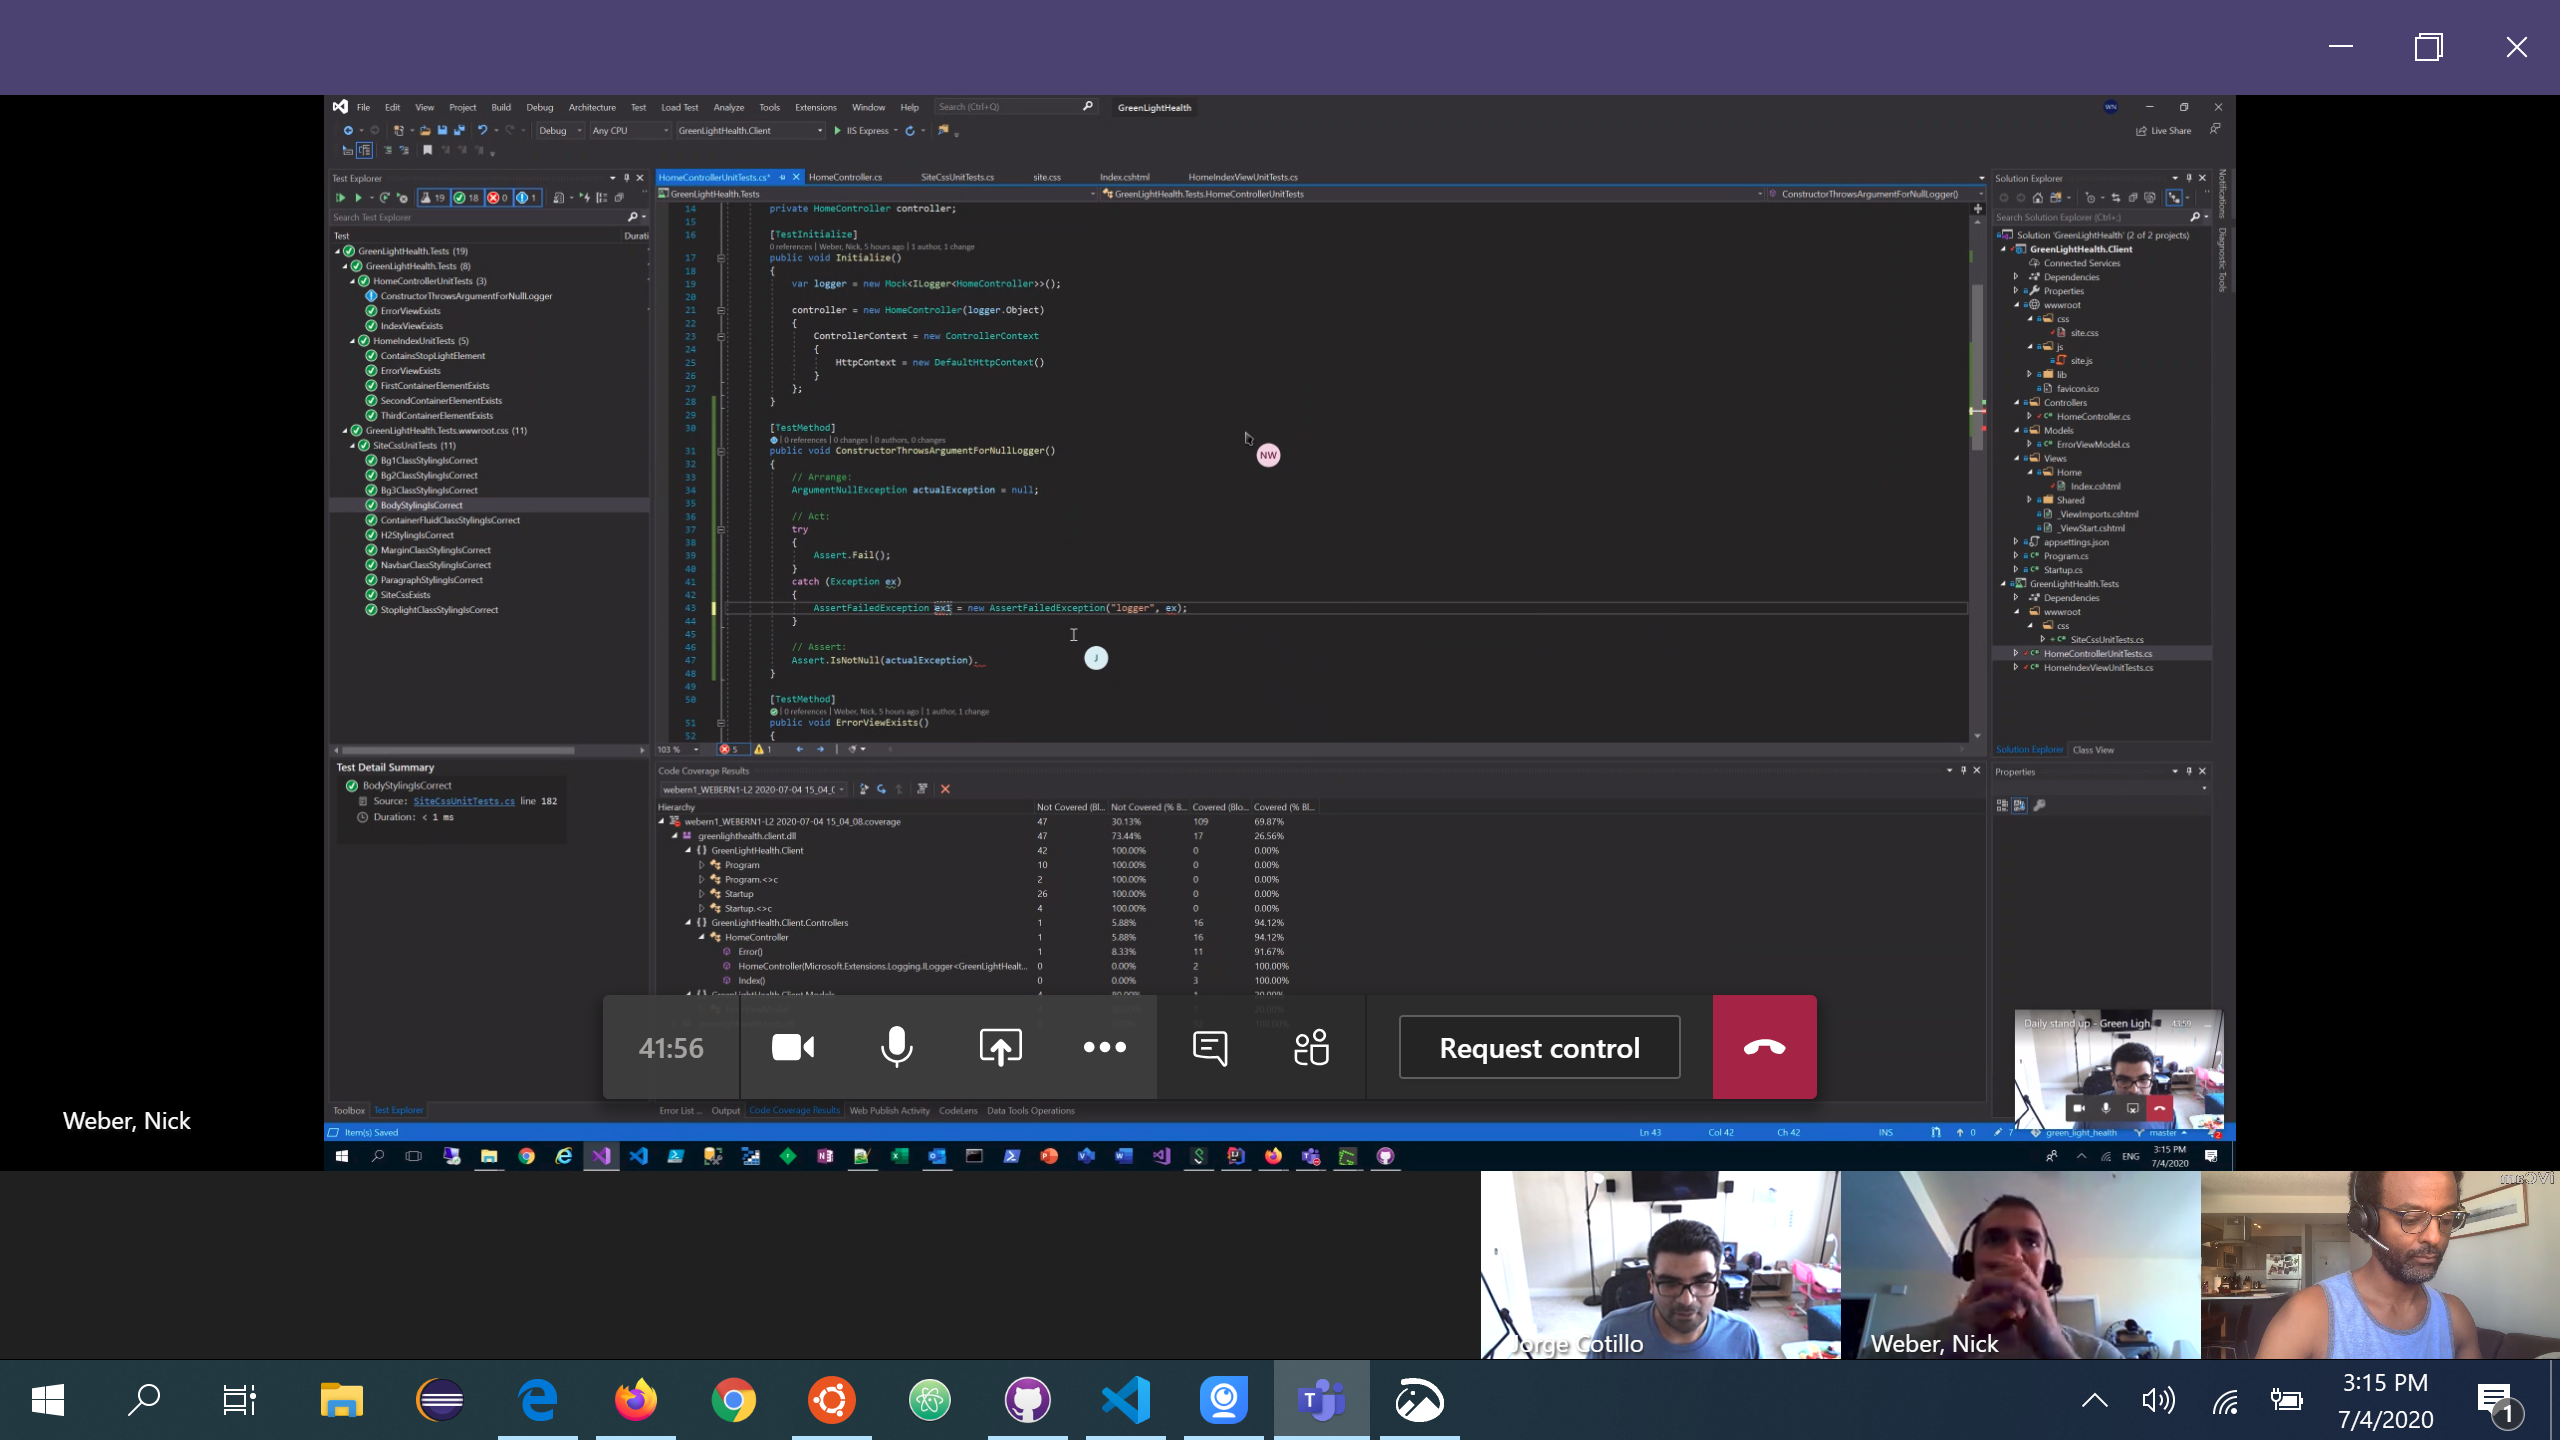 File Edit View Project Build Debug Architecture Test Load Test Analyze Tools Extensions Window Help Search (Ctrl+Q) GreenLightHealth WN
Debug Any CPU GreenLightHealth.Client IIS Express Live Share
Test Explorer
19 18 0 1
Search Test Explorer
Test Durati
GreenLightHealth.Tests (19)
GreenLightHealth.Tests (8)
HomeControllerUnitTests (3)
ConstructorThrowsArgumentForNullLogger
ErrorViewExists
IndexViewExists
HomeIndexUnitTests (5)
ContainsStopLightElement
ErrorViewExists
FirstContainerElementExists
SecondContainerElementExists
ThirdContainerElementExists
GreenLightHealth.Tests.wwwroot.css (11)
SiteCssUnitTests (11)
Bg1ClassStylingIsCorrect
Bg2ClassStylingIsCorrect
Bg3ClassStylingIsCorrect
BodyStylingIsCorrect
ContainerFluidClassStylingIsCorrect
H2StylingIsCorrect
MarginClassStylingIsCorrect
NavbarClassStylingIsCorrect
ParagraphStylingIsCorrect
SiteCssExists
StoplightClassStylingIsCorrect
Test Detail Summary
BodyStylingIsCorrect
Source: SiteCssUnitTests.cs line 182
Duration: < 1 ms
Toolbox Test Explorer
HomeControllerUnitTests.cs* HomeController.cs SiteCssUnitTests.cs site.css Index.cshtml HomeIndexViewUnitTests.cs
GreenLightHealth.Tests GreenLightHealth.Tests.HomeControllerUnitTests ConstructorThrowsArgumentForNullLogger()
14 private HomeController controller;
15
16 [TestInitialize]
0 references | Weber, Nick, 5 hours ago | 1 author, 1 change
17 public void Initialize()
18 {
19 var logger = new Mock<ILogger<HomeController>>();
20
21 controller = new HomeController(logger.Object)
22 {
23 ControllerContext = new ControllerContext
24 {
25 HttpContext = new DefaultHttpContext()
26 }
27 };
28 }
29
30 [TestMethod]
0 references | 0 changes | 0 authors, 0 changes
31 public void ConstructorThrowsArgumentForNullLogger()
32 {
33 // Arrange:
34 ArgumentNullException actualException = null;
35
36 // Act:
37 try
38 {
39 Assert.Fail();
40 }
41 catch (Exception ex)
42 {
43 AssertFailedException ex1 = new AssertFailedException("logger", ex);
44 }
45
46 // Assert:
47 Assert.IsNotNull(actualException).
48 }
49
50 [TestMethod]
0 references | Weber, Nick, 5 hours ago | 1 author, 1 change
51 public void ErrorViewExists()
52 {
NW
J
103 % 5 1
Code Coverage Results
webern1_WEBERN1-L2 2020-07-04 15_04_(
Hierarchy Not Covered (Bl... Not Covered (% B... Covered (Blo... Covered (% Bl...
webern1_WEBERN1-L2 2020-07-04 15_04_08.coverage 47 30.13% 109 69.87%
greenlighthealth.client.dll 47 73.44% 17 26.56%
GreenLightHealth.Client 42 100.00% 0 0.00%
Program 10 100.00% 0 0.00%
Program.<>c 2 100.00% 0 0.00%
Startup 26 100.00% 0 0.00%
Startup.<>c 4 100.00% 0 0.00%
GreenLightHealth.Client.Controllers 1 5.88% 16 94.12%
HomeController 1 5.88% 16 94.12%
Error() 1 8.33% 11 91.67%
HomeController(Microsoft.Extensions.Logging.ILogger<GreenLightHealt... 0 0.00% 2 100.00%
Index() 0 0.00% 3 100.00%
Error List ... Output Code Coverage Results Web Publish Activity CodeLens Data Tools Operations
Solution Explorer
Search Solution Explorer (Ctrl+;)
Solution 'GreenLightHealth' (2 of 2 projects)
GreenLightHealth.Client
Connected Services
Dependencies
Properties
wwwroot
css
site.css
js
site.js
lib
favicon.ico
Controllers
HomeController.cs
Models
ErrorViewModel.cs
Views
Home
Index.cshtml
Shared
_ViewImports.cshtml
_ViewStart.cshtml
appsettings.json
Program.cs
Startup.cs
GreenLightHealth.Tests
Dependencies
wwwroot
css
SiteCssUnitTests.cs
HomeControllerUnitTests.cs
HomeIndexViewUnitTests.cs
Solution Explorer Class View
Properties
Notifications
Diagnostic Tools
Daily stand up - Green Ligh... 43:59
41:56 Request control
Item(s) Saved Ln 43 Col 42 Ch 42 INS 0 7 green_light_health master 2
ENG 3:15 PM
7/4/2020
Weber, Nick
Jorge Cotillo
Weber, Nick
3:15 PM
7/4/2020
1